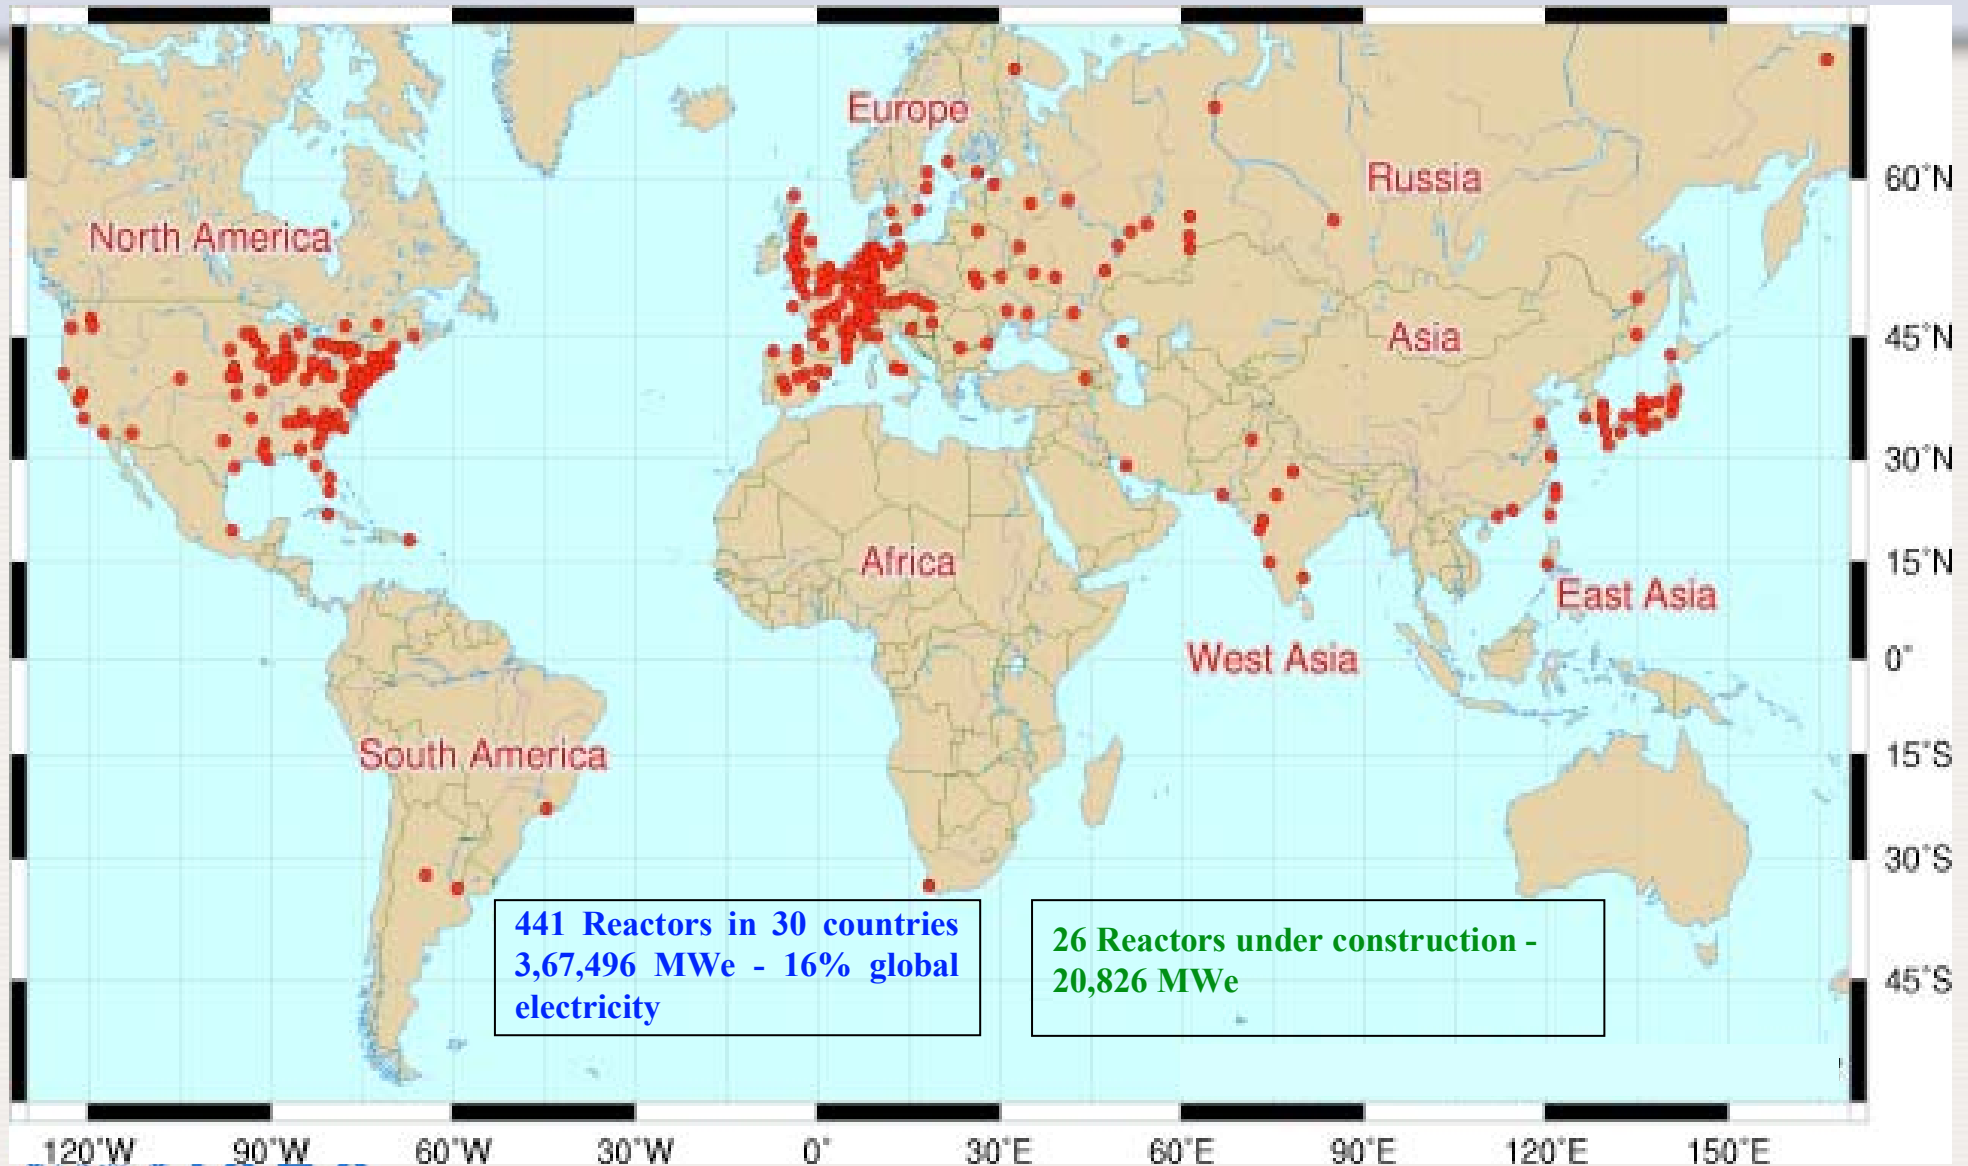 Europe
Russia
60°N
North America
Asia
45°N
30°N
Africa
15°N
East Asia
West Asia
0°
South America
15°S
30°S
441 Reactors in 30 countries
3,67,496 MWe - 16% global
electricity
26 Reactors under construction -
20,826 MWe
45°S
120°W 90°W 60°W 30°W 0° 30°E 60°E 90°E 120°E 150°E